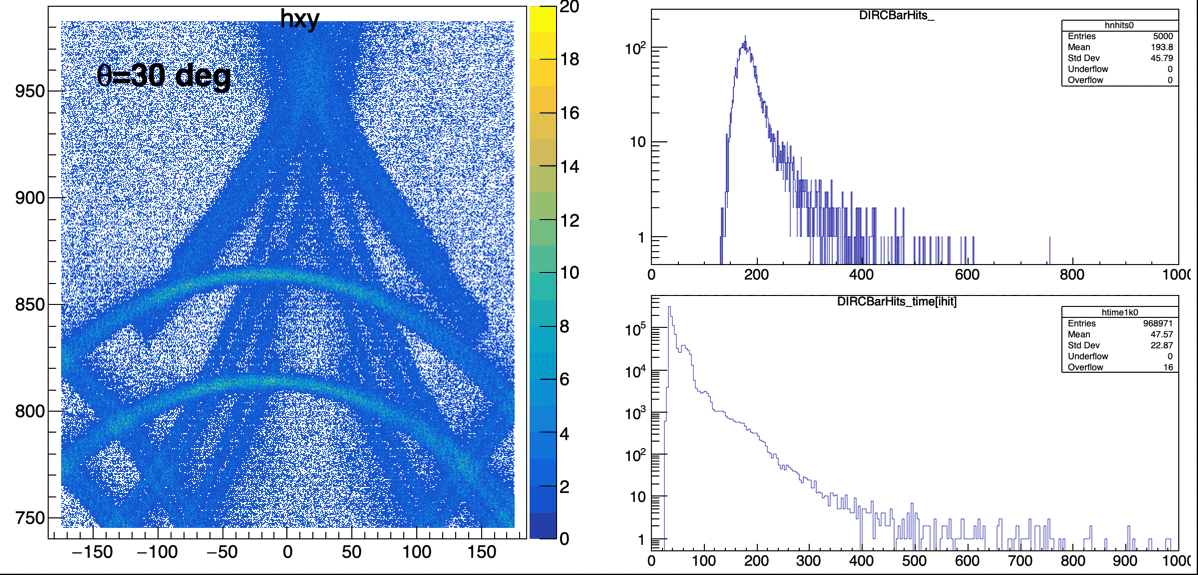 hxy
θ=30 deg
950
900
850
800
750
−150 −100 −50 0 50 100 150
20
18
16
14
12
10
8
6
4
2
0
DIRCBarHits_
hnhits0
Entries 5000
Mean 193.8
Std Dev 45.79
Underflow 0
Overflow 0
10²
10
1
0 200 400 600 800 1000
DIRCBarHits_time[ihit]
htime1k0
Entries 968971
Mean 47.57
Std Dev 22.87
Underflow 0
Overflow 16
10⁵
10⁴
10³
10²
10
1
0 100 200 300 400 500 600 700 800 900 1000